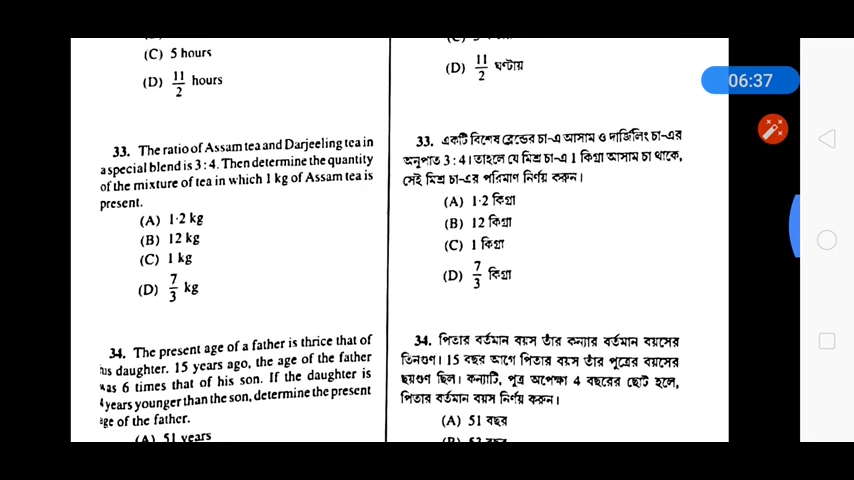 (C) 5 hours
(D) 11/2 hours
33. The ratio of Assam tea and Darjeeling tea in
a special blend is 3 : 4. Then determine the quantity
of the mixture of tea in which 1 kg of Assam tea is
present.
(A) 1·2 kg
(B) 12 kg
(C) 1 kg
(D) 7/3 kg
34. The present age of a father is thrice that of
his daughter. 15 years ago, the age of the father
was 6 times that of his son. If the daughter is
4 years younger than the son, determine the present
age of the father.
(A) 51 years
(D) 11/2 ঘণ্টায়
33. একটি বিশেষ ব্লেন্ডের চা-এ আসাম ও দার্জিলিং চা-এর
অনুপাত 3 : 4। তাহলে যে মিশ্র চা-এ 1 কিগ্রা আসাম চা থাকে,
সেই মিশ্র চা-এর পরিমাণ নির্ণয় করুন।
(A) 1·2 কিগ্রা
(B) 12 কিগ্রা
(C) 1 কিগ্রা
(D) 7/3 কিগ্রা
34. পিতার বর্তমান বয়স তাঁর কন্যার বর্তমান বয়সের
তিনগুণ। 15 বছর আগে পিতার বয়স তাঁর পুত্রের বয়সের
ছয়গুণ ছিল। কন্যাটি, পুত্র অপেক্ষা 4 বছরের ছোট হলে,
পিতার বর্তমান বয়স নির্ণয় করুন।
(A) 51 বছর
06:37